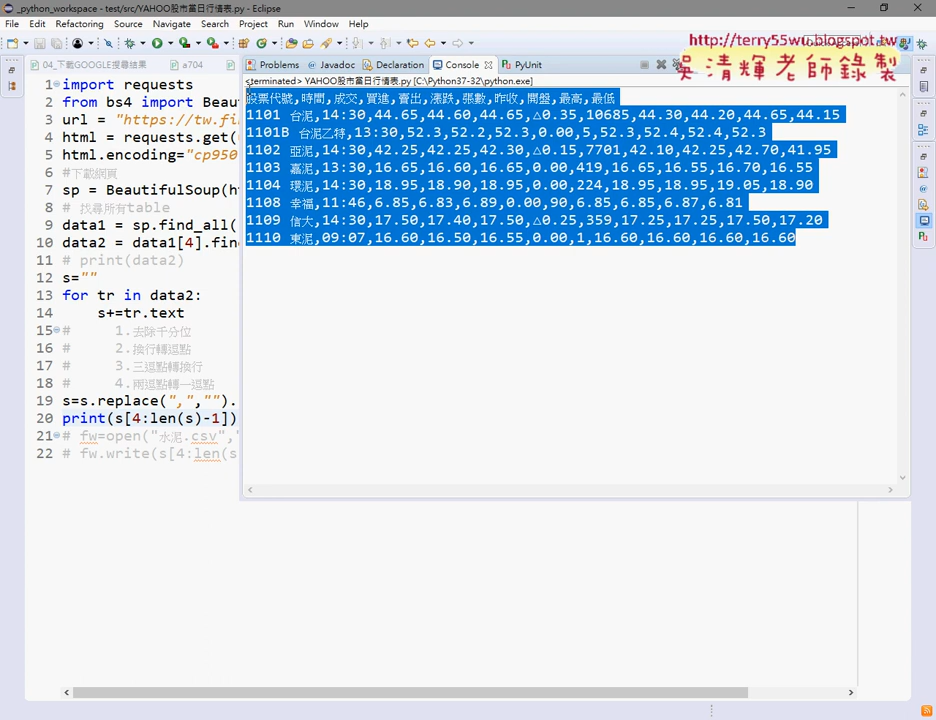 _python_workspace - test/src/YAHOO股市當日行情表.py - Eclipse
File Edit Refactoring Source Navigate Search Project Run Window Help
http://terry55wu.blogspot.tw
吳清輝老師錄製
04_下載GOOGLE搜尋結果
a704
Problems Javadoc Declaration Console PyUnit
<terminated> YAHOO股市當日行情表.py [C:\Python37-32\python.exe]
股票代號,時間,成交,買進,賣出,漲跌,張數,昨收,開盤,最高,最低
1101 台泥,14:30,44.65,44.60,44.65,△0.35,10685,44.30,44.20,44.65,44.15
1101B 台泥乙特,13:30,52.3,52.2,52.3,0.00,5,52.3,52.4,52.4,52.3
1102 亞泥,14:30,42.25,42.25,42.30,△0.15,7701,42.10,42.25,42.70,41.95
1103 嘉泥,13:30,16.65,16.60,16.65,0.00,419,16.65,16.55,16.70,16.55
1104 環泥,14:30,18.95,18.90,18.95,0.00,224,18.95,18.95,19.05,18.90
1108 幸福,11:46,6.85,6.83,6.89,0.00,90,6.85,6.85,6.87,6.81
1109 信大,14:30,17.50,17.40,17.50,△0.25,359,17.25,17.25,17.50,17.20
1110 東泥,09:07,16.60,16.50,16.55,0.00,1,16.60,16.60,16.60,16.60
1 import requests
2 from bs4 import Beau
3 url = "https://tw.fi
4 html = requests.get(
5 html.encoding="cp950
6 #下載網頁
7 sp = BeautifulSoup(h
8 # 找尋所有table
9 data1 = sp.find_all(
10 data2 = data1[4].fin
11 # print(data2)
12 s=""
13 for tr in data2:
14 s+=tr.text
15 # 1.去除千分位
16 # 2.換行轉逗點
17 # 3.三逗點轉換行
18 # 4.兩逗點轉一逗點
19 s=s.replace(",","").
20 print(s[4:len(s)-1])
21 # fw=open("水泥.csv",
22 # fw.write(s[4:len(s